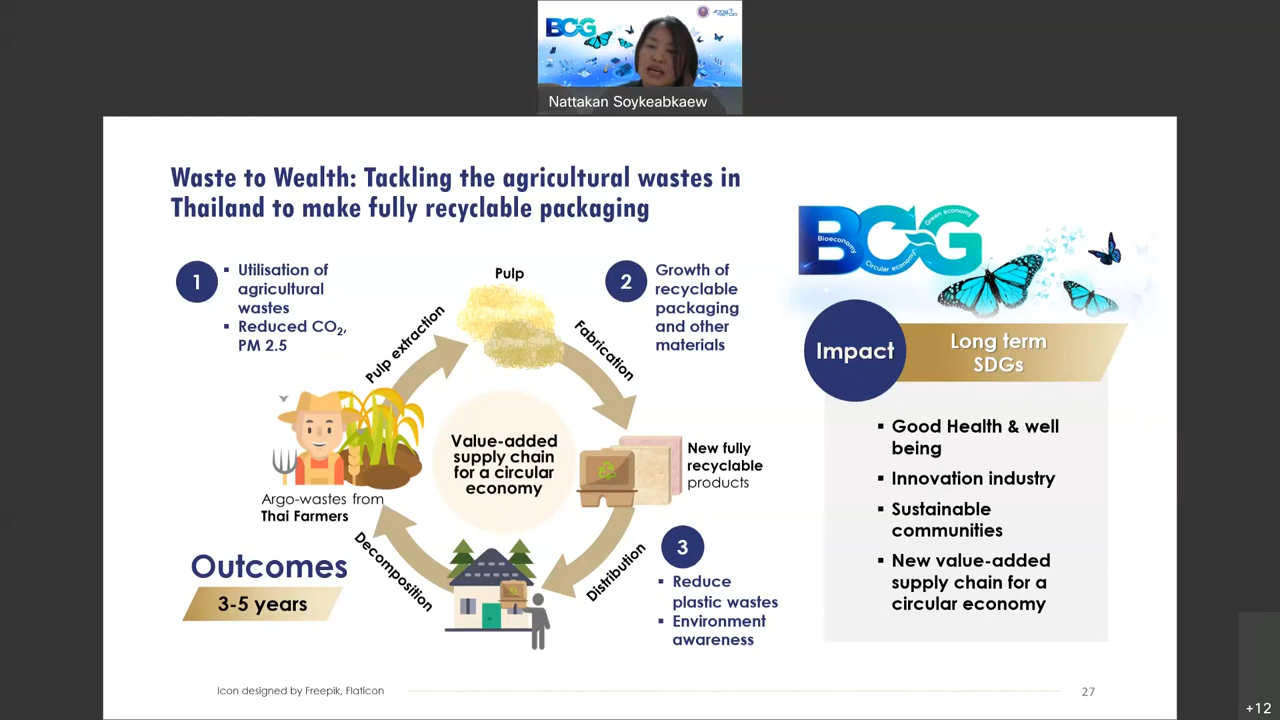 BCG
Nattakan Soykeabkaew
Waste to Wealth: Tackling the agricultural wastes in
Thailand to make fully recyclable packaging
BCG
Bioeconomy
Circular economy
Green economy
1
▪ Utilisation of
agricultural
wastes
▪ Reduced CO₂,
PM 2.5
Pulp
2
Growth of
recyclable
packaging
and other
materials
Pulp extraction
Fabrication
Value-added
supply chain
for a circular
economy
New fully
recyclable
products
Argo-wastes from
Thai Farmers
Decomposition
Distribution
3
▪ Reduce
plastic wastes
▪ Environment
awareness
Outcomes
3-5 years
Impact
Long term
SDGs
▪ Good Health & well
being
▪ Innovation industry
▪ Sustainable
communities
▪ New value-added
supply chain for a
circular economy
Icon designed by Freepik, Flaticon
27
+12